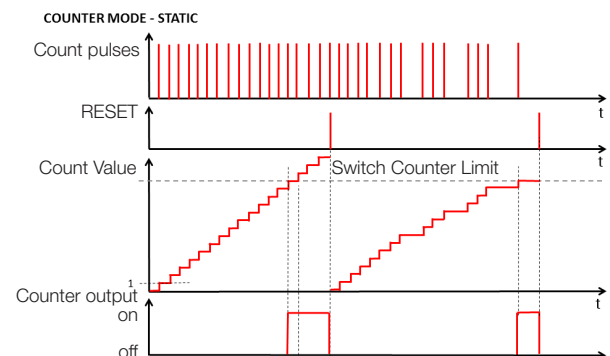 COUNTER MODE - STATIC
Count pulses
t
RESET
t
Count Value
Switch Counter Limit
1
Counter output
t
on
off